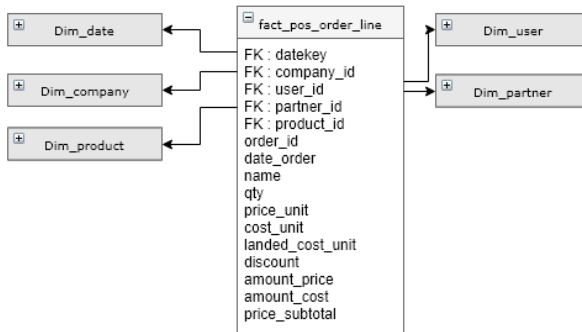 Dim_date
Dim_company
Dim_product
fact_pos_order_line
FK : datekey
FK : company_id
FK : user_id
FK : partner_id
FK : product_id
order_id
date_order
name
qty
price_unit
cost_unit
landed_cost_unit
discount
amount_price
amount_cost
price_subtotal
Dim_user
Dim_partner